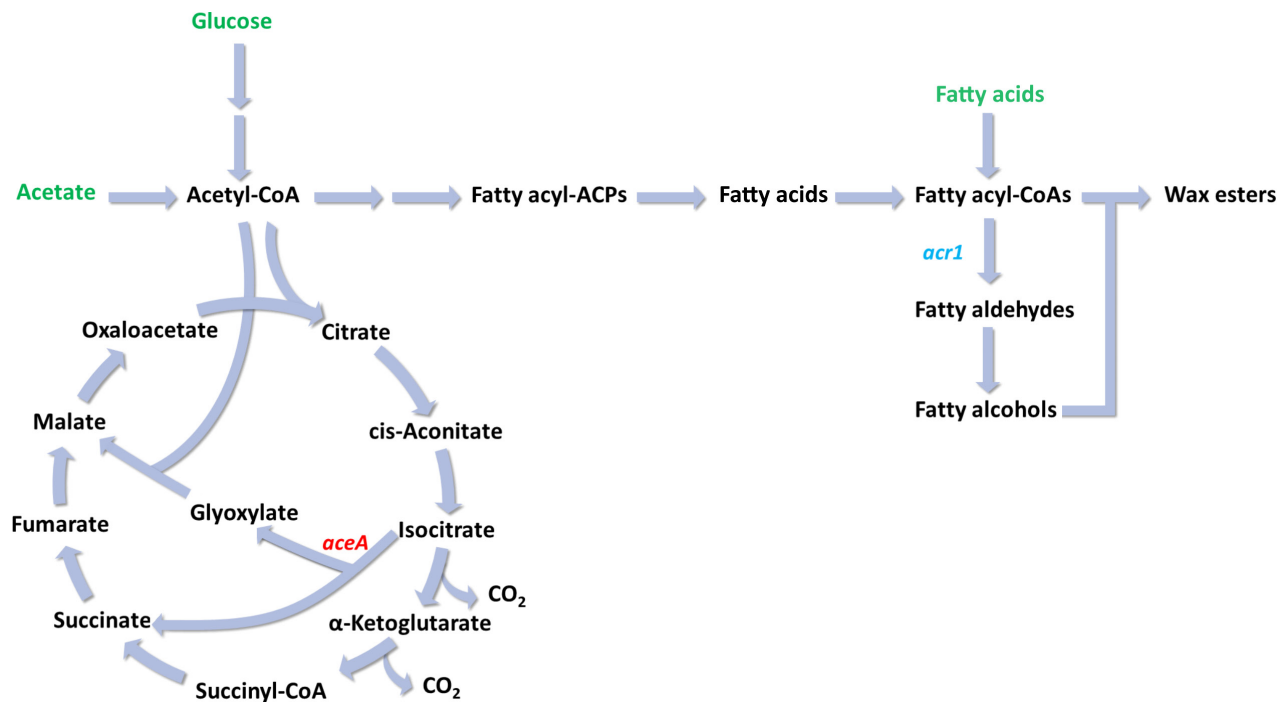 Glucose
Fatty acids
Acetate
Acetyl-CoA
Fatty acyl-ACPs
Fatty acids
Fatty acyl-CoAs
Wax esters
acr1
Fatty aldehydes
Oxaloacetate
Citrate
Fatty alcohols
Malate
cis-Aconitate
Glyoxylate
Fumarate
Isocitrate
aceA
CO₂
Succinate
α-Ketoglutarate
Succinyl-CoA
CO₂